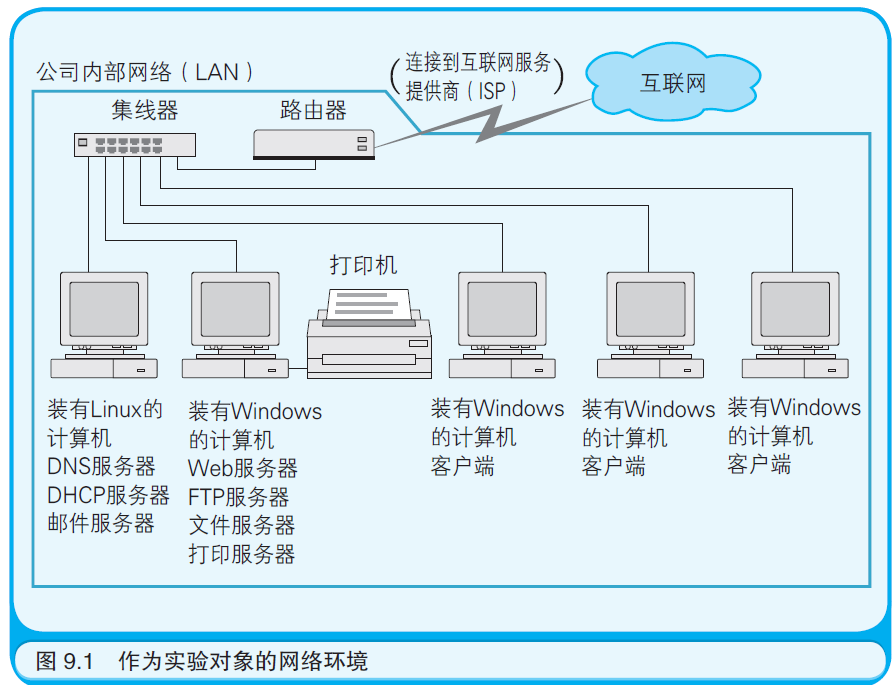 公司内部网络（LAN）
（连接到互联网服务
提供商（ISP）
）
互联网
集线器
路由器
打印机
装有Linux的
计算机
DNS服务器
DHCP服务器
邮件服务器
装有Windows
的计算机
Web服务器
FTP服务器
文件服务器
打印服务器
装有Windows
的计算机
客户端
装有Windows
的计算机
客户端
装有Windows
的计算机
客户端
图 9.1 作为实验对象的网络环境